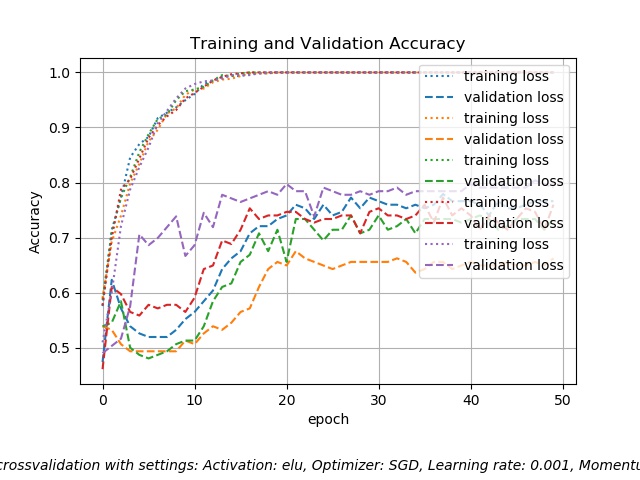 Training and Validation Accuracy
1.0
0.9
0.8
0.7
0.6
0.5
Accuracy
training loss
validation loss
training loss
validation loss
training loss
validation loss
training loss
validation loss
training loss
validation loss
0 10 20 30 40 50
epoch
crossvalidation with settings: Activation: elu, Optimizer: SGD, Learning rate: 0.001,